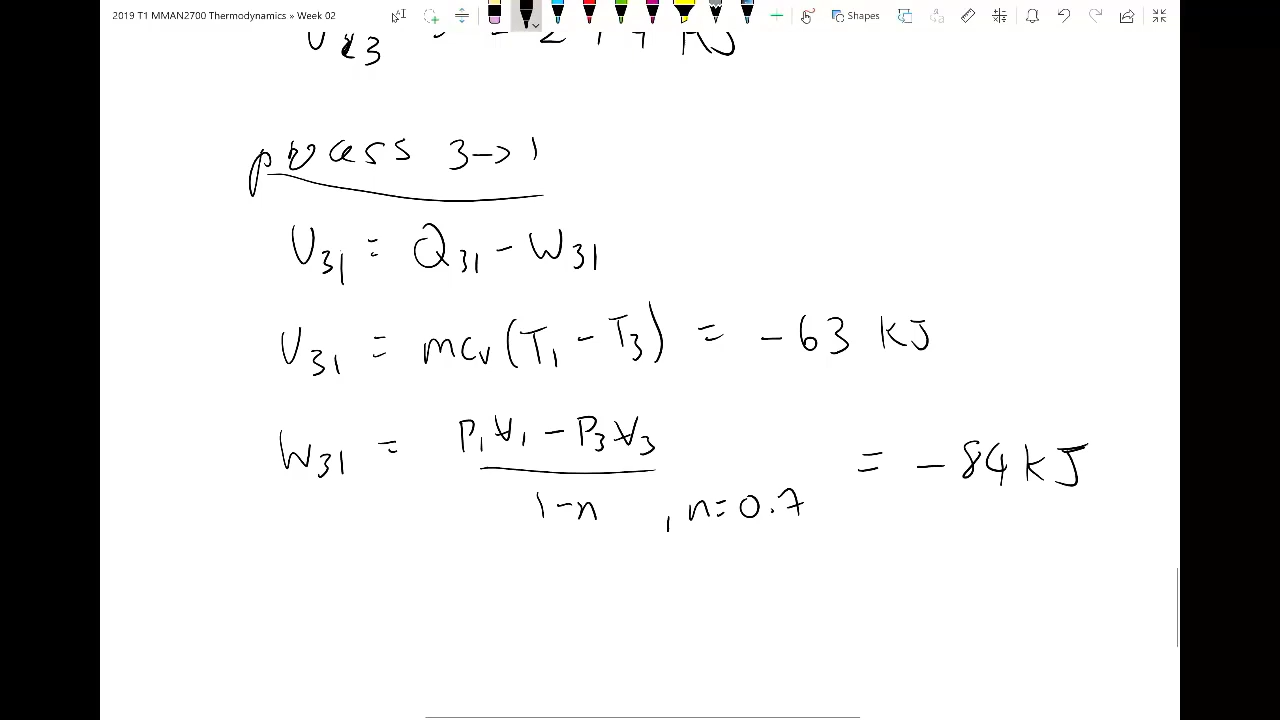 2019 T1 MMAN2700 Thermodynamics » Week 02
Shapes
process 3->1
U31 = Q31 - W31
U31 = mcv(T1 - T3) = -63 kJ
W31 = P1V1 - P3V3 = -84 kJ
1-n , n=0.7